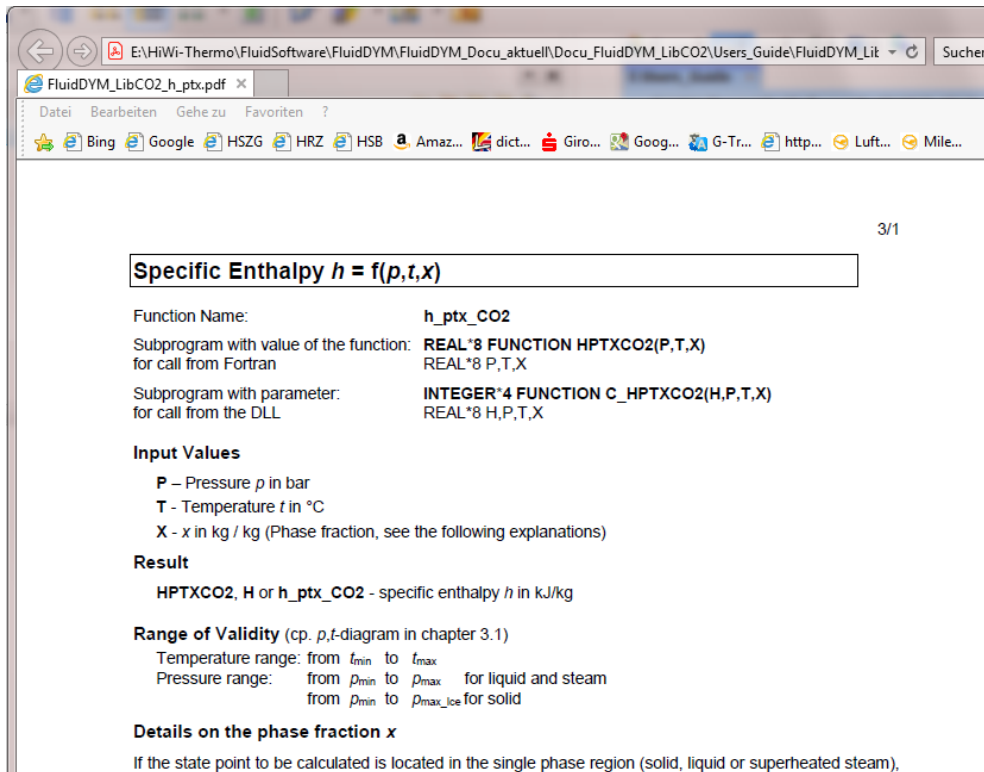 E:\HiWi-Thermo\FluidSoftware\FluidDYM\FluidDYM_Docu_aktuell\Docu_FluidDYM_LibCO2\Users_Guide\FluidDYM_Lit
Sucher
FluidDYM_LibCO2_h_ptx.pdf
Datei Bearbeiten Gehe zu Favoriten ?
Bing Google HSZG HRZ HSB Amaz... dict... Giro... Goog... G-Tr... http... Luft... Mile...
3/1
Specific Enthalpy h = f(p,t,x)
Function Name: h_ptx_CO2
Subprogram with value of the function: REAL*8 FUNCTION HPTXCO2(P,T,X)
for call from Fortran REAL*8 P,T,X
Subprogram with parameter: INTEGER*4 FUNCTION C_HPTXCO2(H,P,T,X)
for call from the DLL REAL*8 H,P,T,X
Input Values
P – Pressure p in bar
T - Temperature t in °C
X - x in kg / kg (Phase fraction, see the following explanations)
Result
HPTXCO2, H or h_ptx_CO2 - specific enthalpy h in kJ/kg
Range of Validity (cp. p,t-diagram in chapter 3.1)
Temperature range: from tmin to tmax
Pressure range: from pmin to pmax for liquid and steam
from pmin to pmax_Ice for solid
Details on the phase fraction x
If the state point to be calculated is located in the single phase region (solid, liquid or superheated steam),